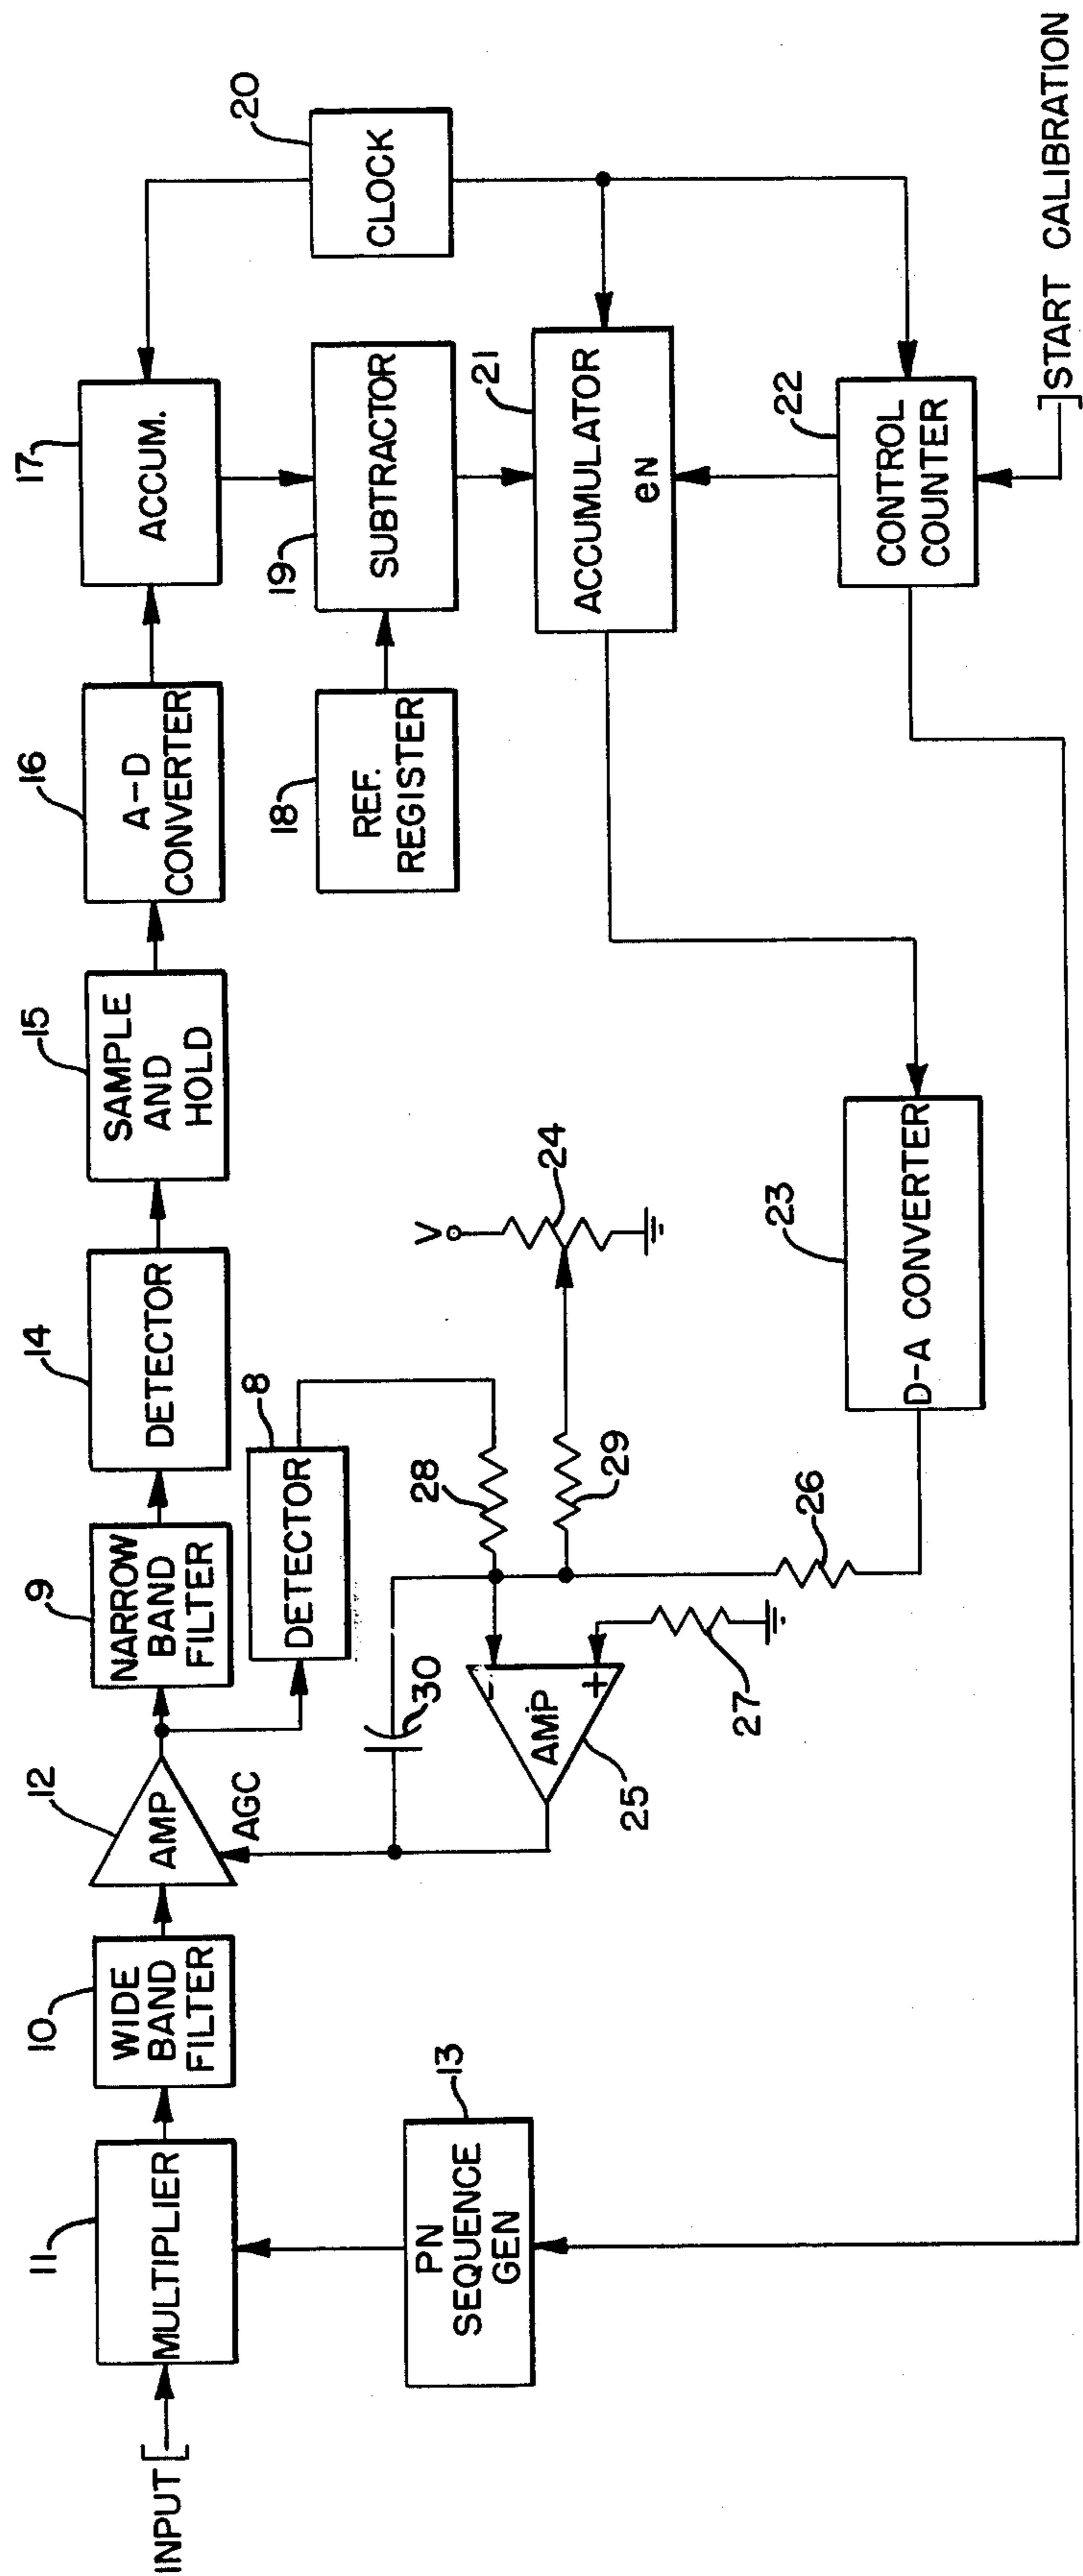 INPUT
11
MULTIPLIER
10
WIDE
BAND
FILTER
12
AMP
AGC
9
NARROW
BAND
FILTER
14
DETECTOR
15
SAMPLE
AND
HOLD
16
A-D
CONVERTER
17
ACCUM.
8
DETECTOR
18
REF.
REGISTER
19
SUBTRACTOR
20
CLOCK
13
PN
SEQUENCE
GEN
30
28
V
24
29
-
AMP
+
25
27
26
21
ACCUMULATOR
eN
23
D-A CONVERTER
22
CONTROL
COUNTER
START CALIBRATION